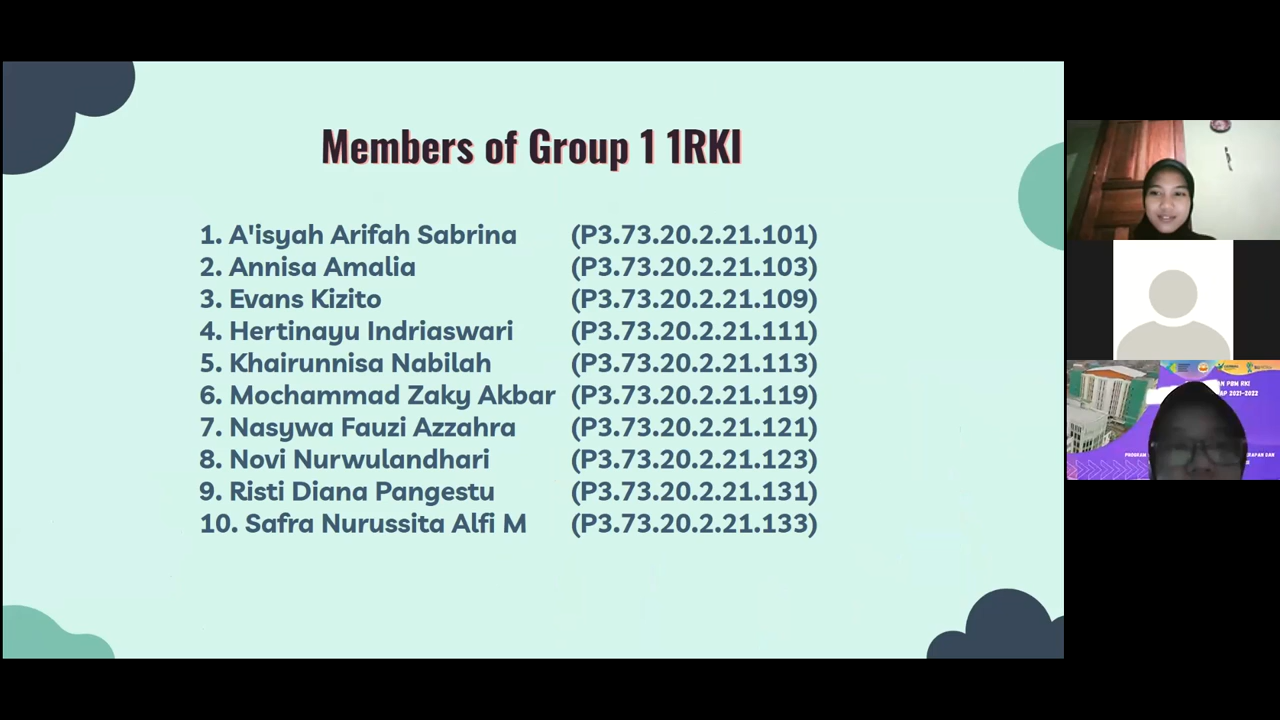 Members of Group 1 1RKI
1. A'isyah Arifah Sabrina (P3.73.20.2.21.101)
2. Annisa Amalia (P3.73.20.2.21.103)
3. Evans Kizito (P3.73.20.2.21.109)
4. Hertinayu Indriaswari (P3.73.20.2.21.111)
5. Khairunnisa Nabilah (P3.73.20.2.21.113)
6. Mochammad Zaky Akbar (P3.73.20.2.21.119)
7. Nasywa Fauzi Azzahra (P3.73.20.2.21.121)
8. Novi Nurwulandhari (P3.73.20.2.21.123)
9. Risti Diana Pangestu (P3.73.20.2.21.131)
10. Safra Nurussita Alfi M (P3.73.20.2.21.133)
PBM RKI
2021-2022